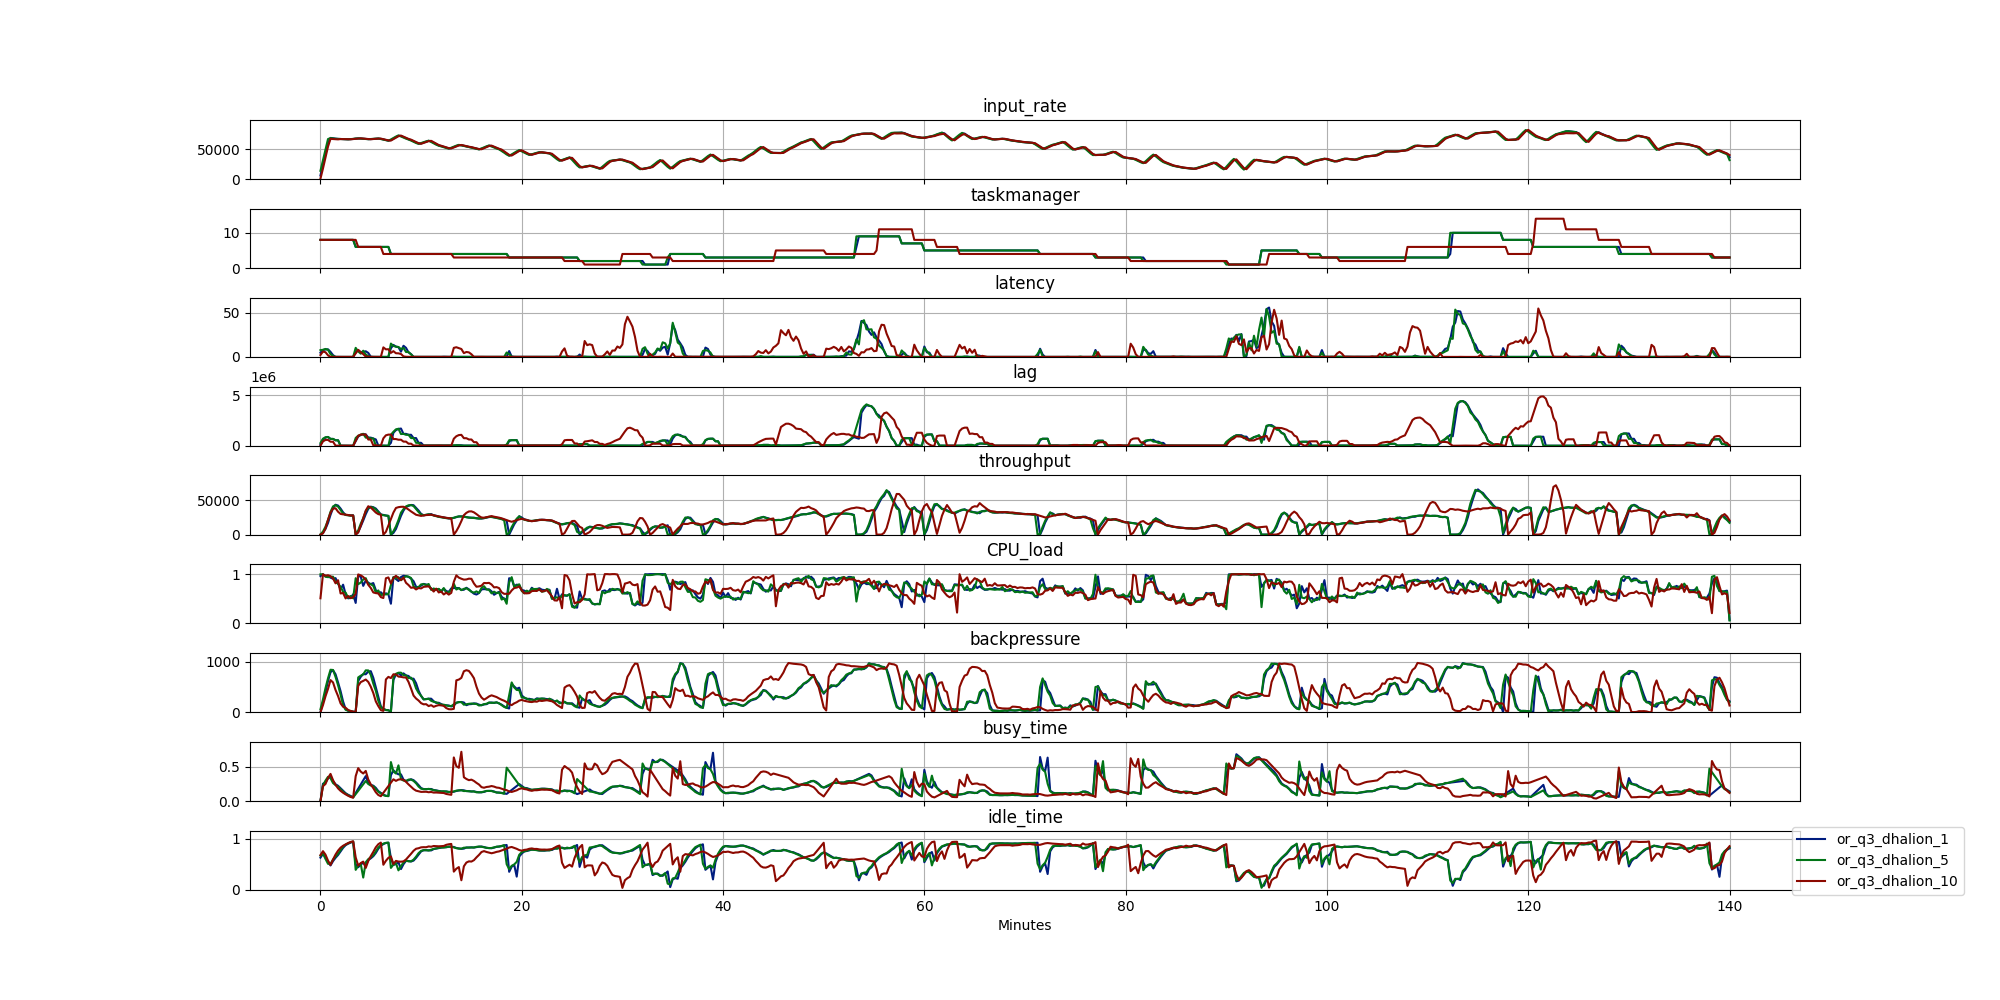 input_rate
50000
0
taskmanager
10
0
latency
50
0
1e6
lag
5
0
throughput
50000
0
CPU_load
1
0
backpressure
1000
0
busy_time
0.5
0.0
idle_time
1
0
0 20 40 60 80 100 120 140
Minutes
or_q3_dhalion_1
or_q3_dhalion_5
or_q3_dhalion_10